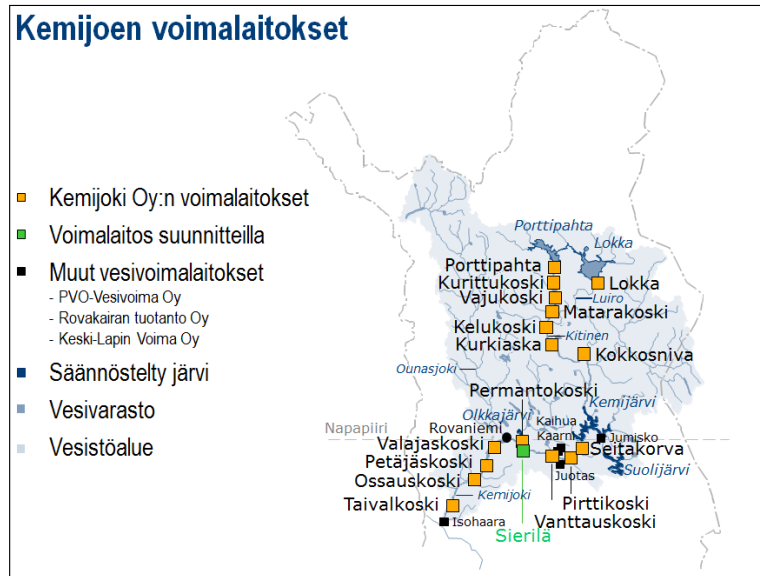 Kemijoen voimalaitokset
Kemijoki Oy:n voimalaitokset
Voimalaitos suunnitteilla
Muut vesivoimalaitokset
- PVO-Vesivoima Oy
- Rovakairan tuotanto Oy
- Keski-Lapin Voima Oy
Säännöstelty järvi
Vesivarasto
Vesistöalue
Porttipahta
Lokka
Porttipahta
Kurittukoski
Lokka
Vajukoski
Luiro
Matarakoski
Kelukoski
Kitinen
Kurkiaska
Kokkosniva
Ounasjoki
Permantokoski
Kemijärvi
Olkkajärvi
Kaihua
Napapiiri
Rovaniemi
Kaarni
Jumisko
Valajaskoski
Seitakorva
Petäjäskoski
Suolijärvi
Juotas
Ossauskoski
Kemijoki
Pirttikoski
Taivalkoski
Vanttauskoski
Isohaara
Sierilä